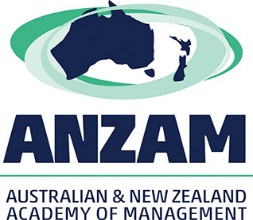 ANZAM
AUSTRALIAN & NEW ZEALAND
ACADEMY OF MANAGEMENT